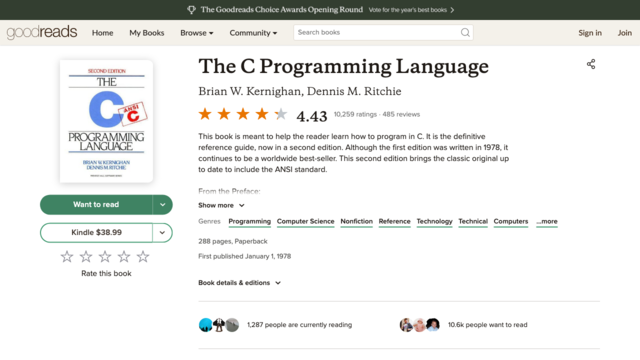 The Goodreads Choice Awards Opening Round Vote for the year's best books
goodreads Home My Books Browse Community Search books Sign in Join
SECOND EDITION
THE
C
ANSI
C
PROGRAMMING
LANGUAGE
BRIAN W. KERNIGHAN
DENNIS M. RITCHIE
Want to read
Kindle $38.99
Rate this book
The C Programming Language
Brian W. Kernighan, Dennis M. Ritchie
4.43 10,259 ratings · 485 reviews
This book is meant to help the reader learn how to program in C. It is the definitive
reference guide, now in a second edition. Although the first edition was written in 1978, it
continues to be a worldwide best-seller. This second edition brings the classic original up
to date to include the ANSI standard.
From the Preface:
Show more
Genres Programming Computer Science Nonfiction Reference Technology Technical Computers ...more
288 pages, Paperback
First published January 1, 1978
Book details & editions
1,287 people are currently reading
10.6k people want to read